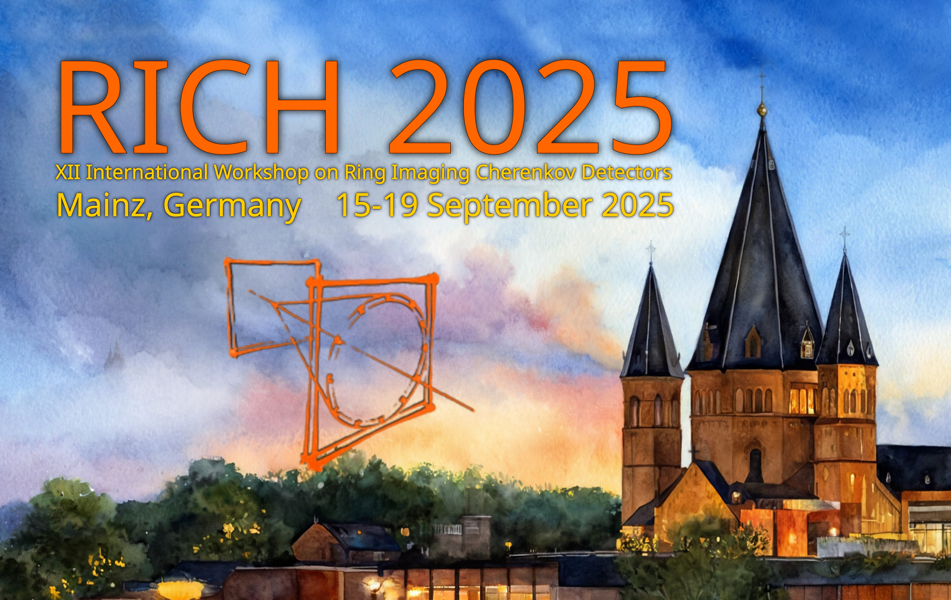 RICH 2025
XII International Workshop on Ring Imaging Cherenkov Detectors
Mainz, Germany 15-19 September 2025